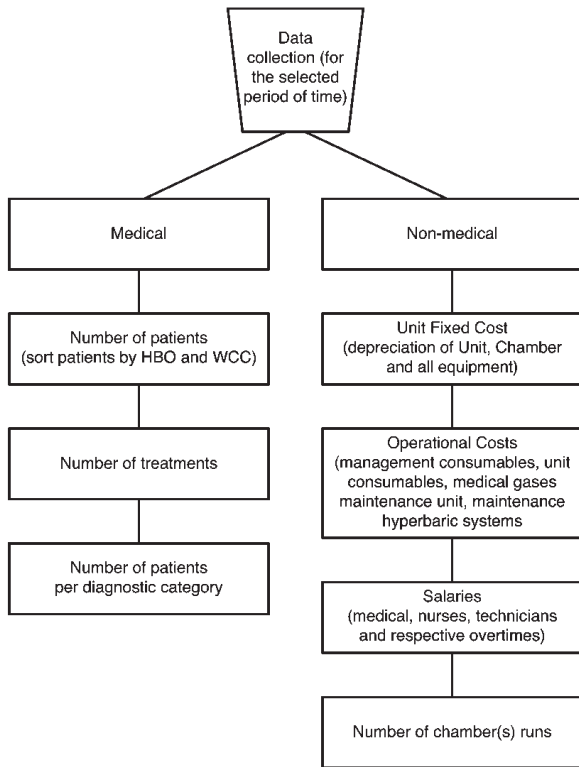 Data
collection (for
the selected
period of time)
Medical
Number of patients
(sort patients by HBO and WCC)
Number of treatments
Number of patients
per diagnostic category
Non-medical
Unit Fixed Cost
(depreciation of Unit, Chamber
and all equipment)
Operational Costs
(management consumables, unit
consumables, medical gases
maintenance unit, maintenance
hyperbaric systems
Salaries
(medical, nurses, technicians
and respective overtimes)
Number of chamber(s) runs